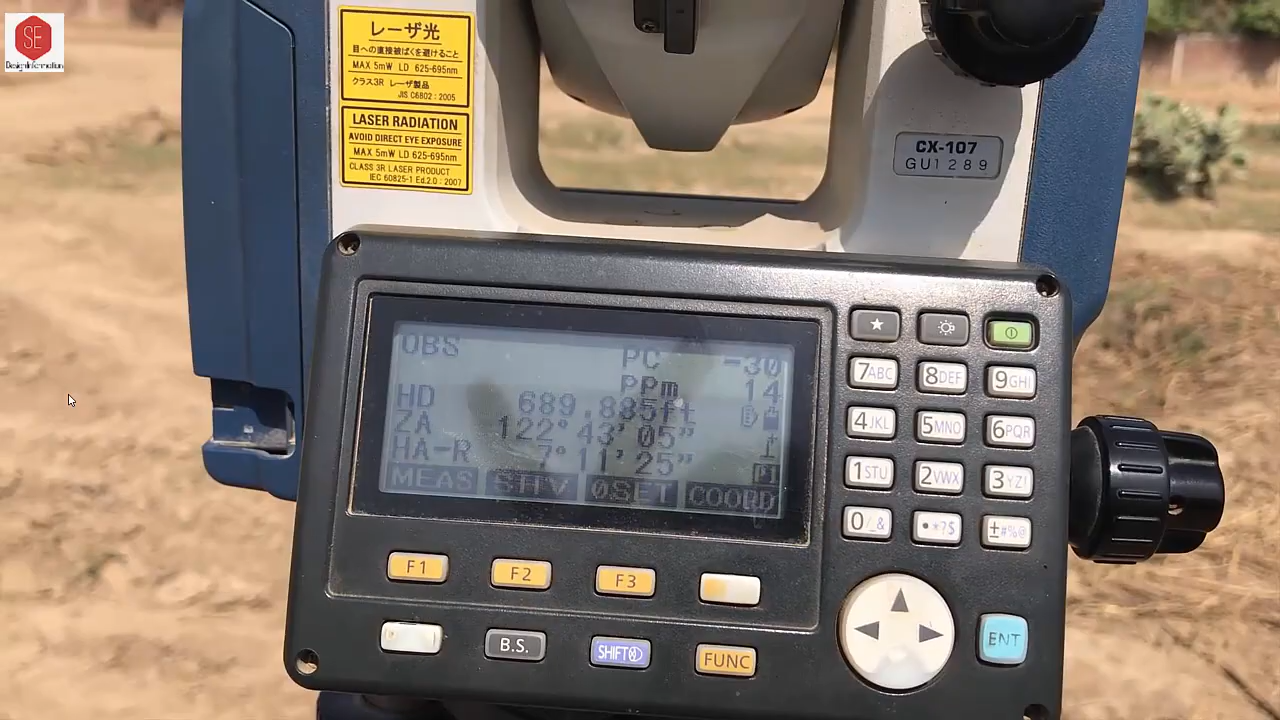 SE
Design Information
レーザ光
目への直接被ばくを避けること
MAX 5mW LD 625-695nm
クラス3R レーザ製品
JIS C6802:2005
LASER RADIATION
AVOID DIRECT EYE EXPOSURE
MAX 5mW LD 625-695nm
CLASS 3R LASER PRODUCT
IEC 60825-1 Ed.2.0:2007
CX-107
GU1289
OBS PC -30
ppm 14
HD 689.885ft
ZA 122°43'05"
HA-R 7°11'25"
MEAS SHV 0SET COORD
7ABC 8DEF 9GHI
4JKL 5MNO 6PQR
1STU 2VWX 3YZ!
0/_& •*?$ ±#%@
F1 F2 F3
B.S. SHIFT FUNC
ENT